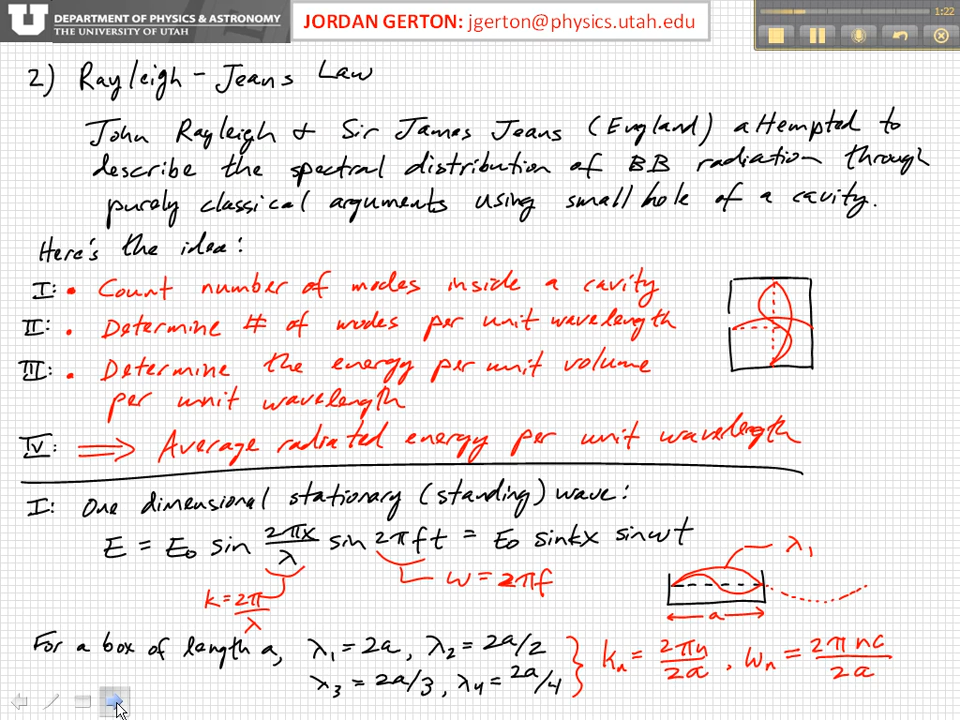 U DEPARTMENT OF PHYSICS & ASTRONOMY
THE UNIVERSITY OF UTAH
JORDAN GERTON: jgerton@physics.utah.edu
1:22
2) Rayleigh - Jeans Law
John Rayleigh & Sir James Jeans (England) attempted to
describe the spectral distribution of BB radiation through
purely classical arguments using small hole of a cavity.
Here's the idea:
I: • Count number of modes inside a cavity
II: • Determine # of modes per unit wavelength
III: • Determine the energy per unit volume
per unit wavelength
IV: ⟹ Average radiated energy per unit wavelength
I: One dimensional stationary (standing) wave:
E = E₀ sin 2πx/λ sin 2πft = E₀ sinkx sinωt
λ₁
k = 2π/λ
ω = 2πf
a
For a box of length a, λ₁ = 2a, λ₂ = 2a/2
λ₃ = 2a/3, λ₄ = 2a/4
kₙ = 2πn/2a, ωₙ = 2πnc/2a